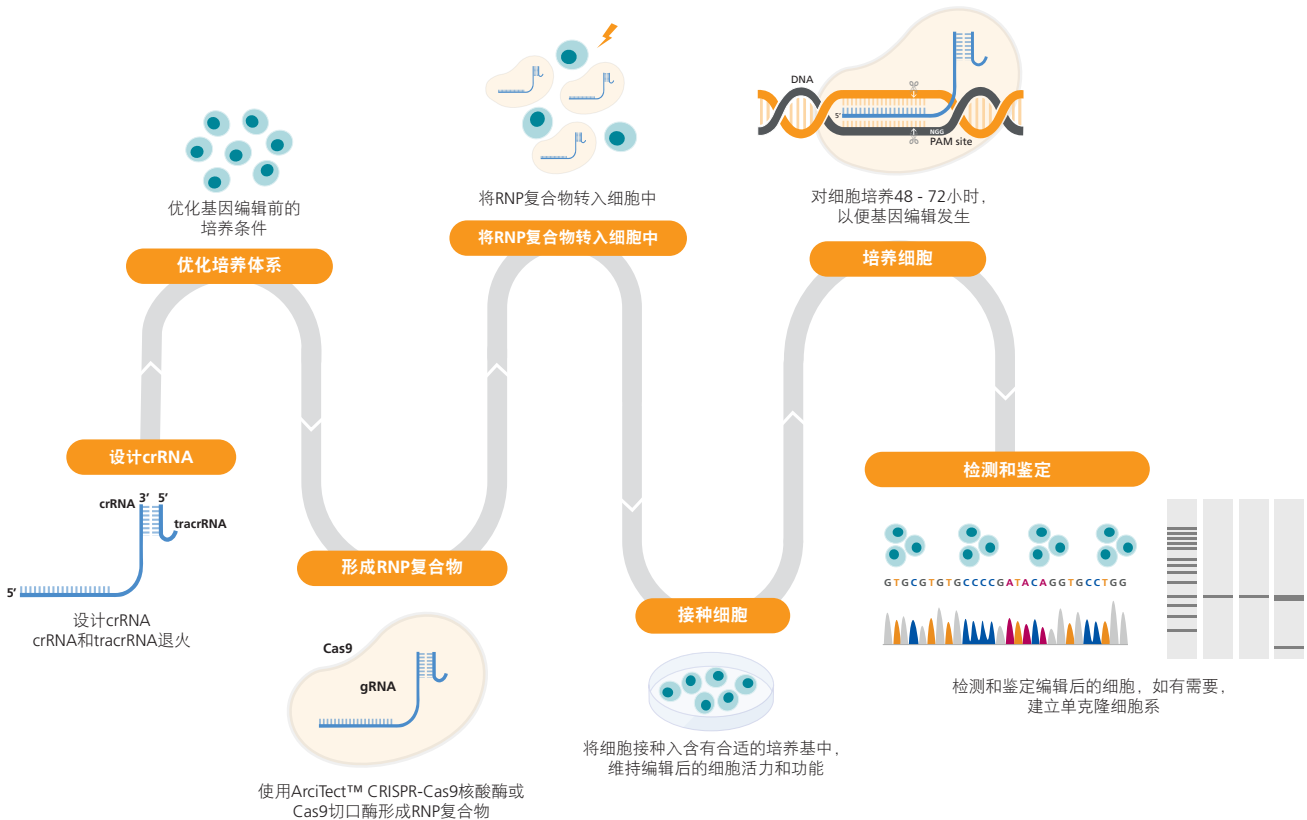 设计crRNA
crRNA
3’ 5’
tracrRNA
5’
设计crRNA
crRNA和tracrRNA退火
优化基因编辑前的
培养条件
优化培养体系
形成RNP复合物
Cas9
gRNA
使用ArciTect™ CRISPR-Cas9核酸酶或
Cas9切口酶形成RNP复合物
将RNP复合物转入细胞中
将RNP复合物转入细胞中
接种细胞
将细胞接种入含有合适的培养基中，
维持编辑后的细胞活力和功能
DNA
5’
NGG
PAM site
对细胞培养48 - 72小时，
以便基因编辑发生
培养细胞
检测和鉴定
GTGCGTGTGCCCCGATACAGGTGCCTGG
检测和鉴定编辑后的细胞，如有需要，
建立单克隆细胞系